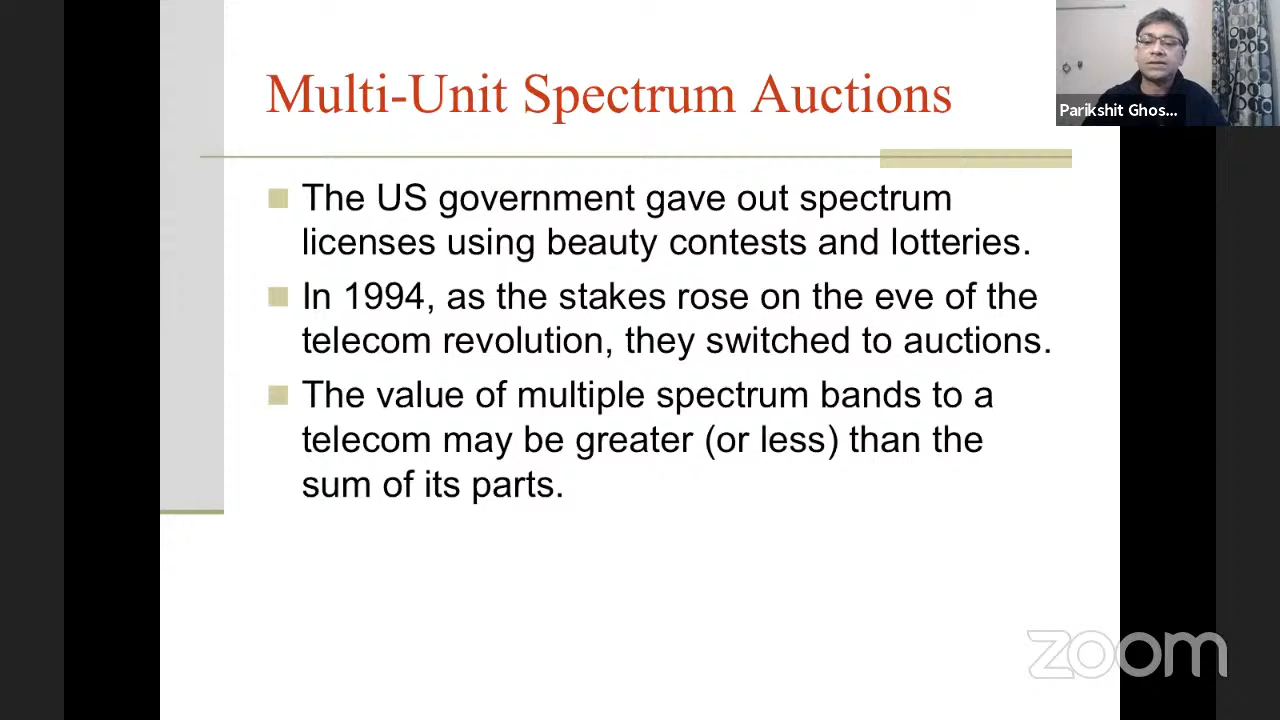 Multi-Unit Spectrum Auctions
Parikshit Ghos...
The US government gave out spectrum
licenses using beauty contests and lotteries.
In 1994, as the stakes rose on the eve of the
telecom revolution, they switched to auctions.
The value of multiple spectrum bands to a
telecom may be greater (or less) than the
sum of its parts.
zoom